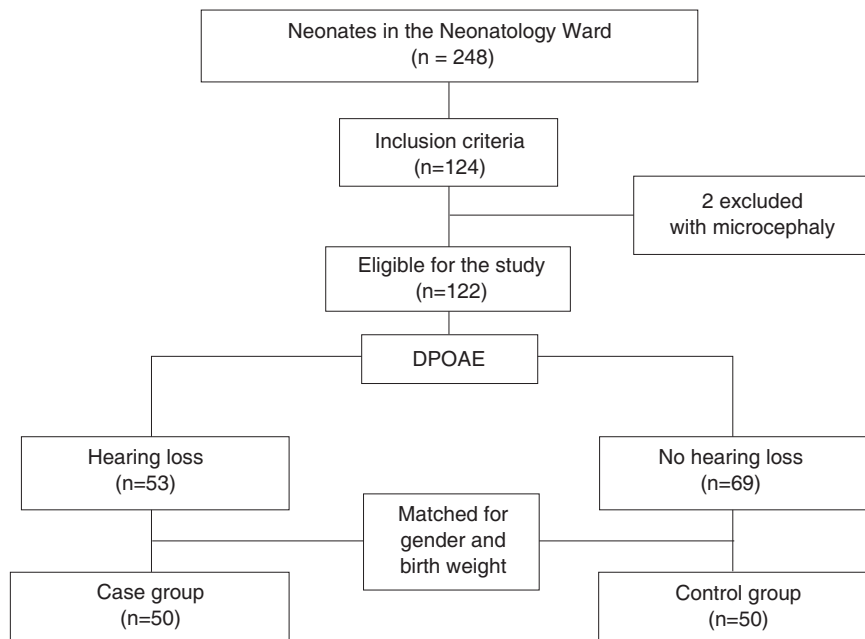 Neonates in the Neonatology Ward
(n = 248)
Inclusion criteria
(n=124)
2 excluded
with microcephaly
Eligible for the study
(n=122)
DPOAE
Hearing loss
(n=53)
No hearing loss
(n=69)
Matched for
gender and
birth weight
Case group
(n=50)
Control group
(n=50)